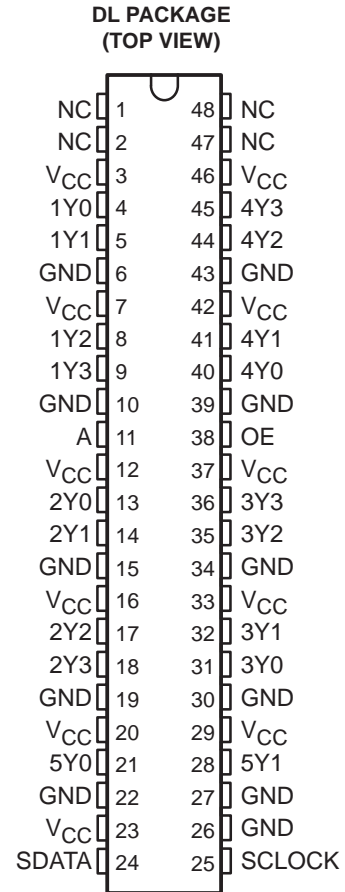 DL PACKAGE
(TOP VIEW)
NC 1 48 NC
NC 2 47 NC
VCC 3 46 VCC
1Y0 4 45 4Y3
1Y1 5 44 4Y2
GND 6 43 GND
VCC 7 42 VCC
1Y2 8 41 4Y1
1Y3 9 40 4Y0
GND 10 39 GND
A 11 38 OE
VCC 12 37 VCC
2Y0 13 36 3Y3
2Y1 14 35 3Y2
GND 15 34 GND
VCC 16 33 VCC
2Y2 17 32 3Y1
2Y3 18 31 3Y0
GND 19 30 GND
VCC 20 29 VCC
5Y0 21 28 5Y1
GND 22 27 GND
VCC 23 26 GND
SDATA 24 25 SCLOCK